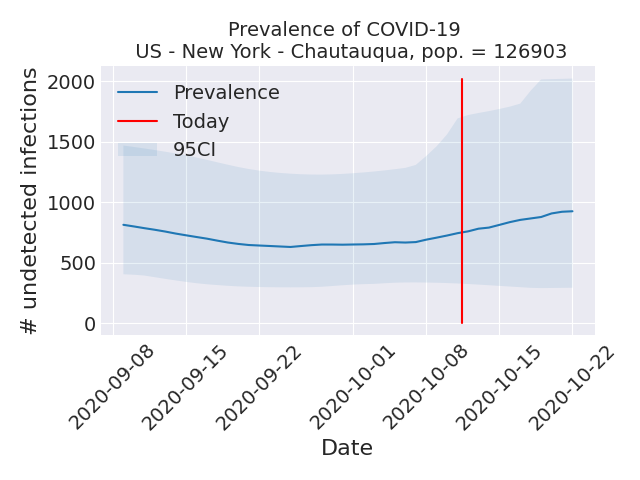 Prevalence of COVID-19
US - New York - Chautauqua, pop. = 126903
# undetected infections
2000
1500
1000
500
0
Prevalence
Today
95CI
2020-09-08
2020-09-15
2020-09-22
2020-10-01
2020-10-08
2020-10-15
2020-10-22
Date